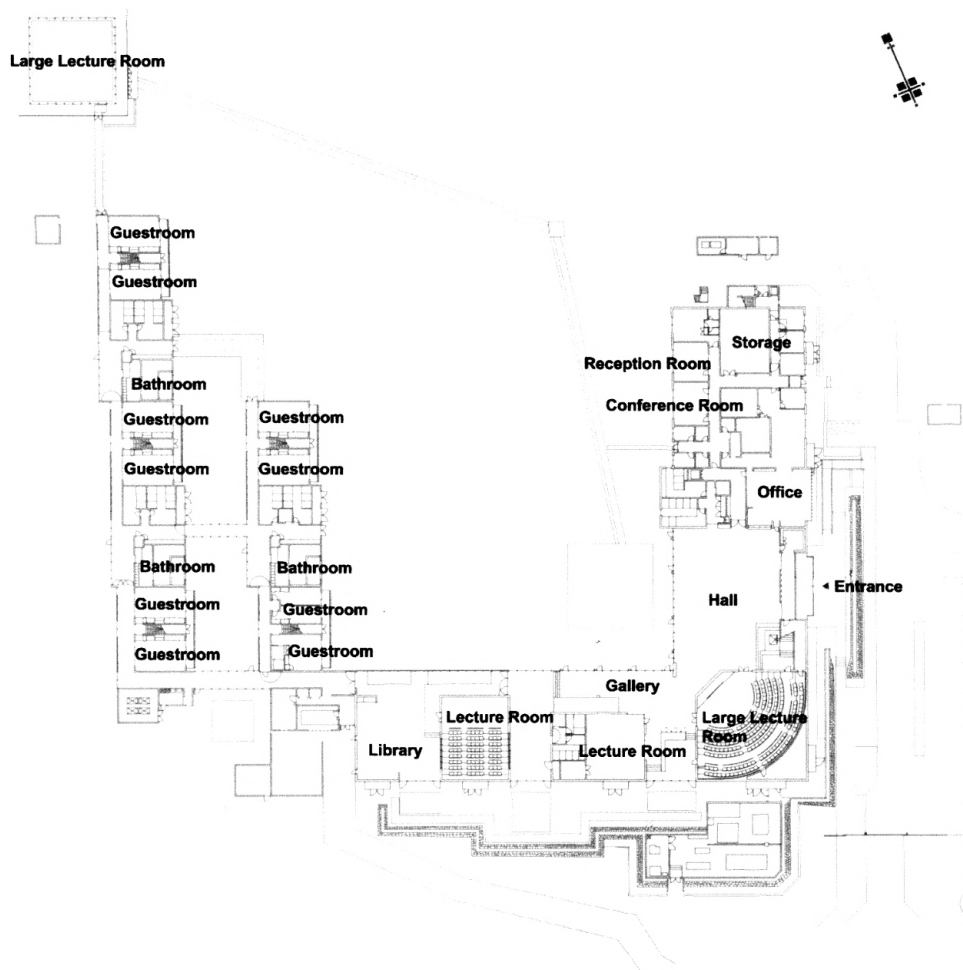 Large Lecture Room
Guestroom
Guestroom
Storage
Reception Room
Bathroom
Conference Room
Guestroom
Guestroom
Guestroom
Guestroom
Office
Bathroom
Bathroom
Entrance
Guestroom
Guestroom
Hall
Guestroom
Guestroom
Gallery
Lecture Room
Large Lecture
Room
Library
Lecture Room